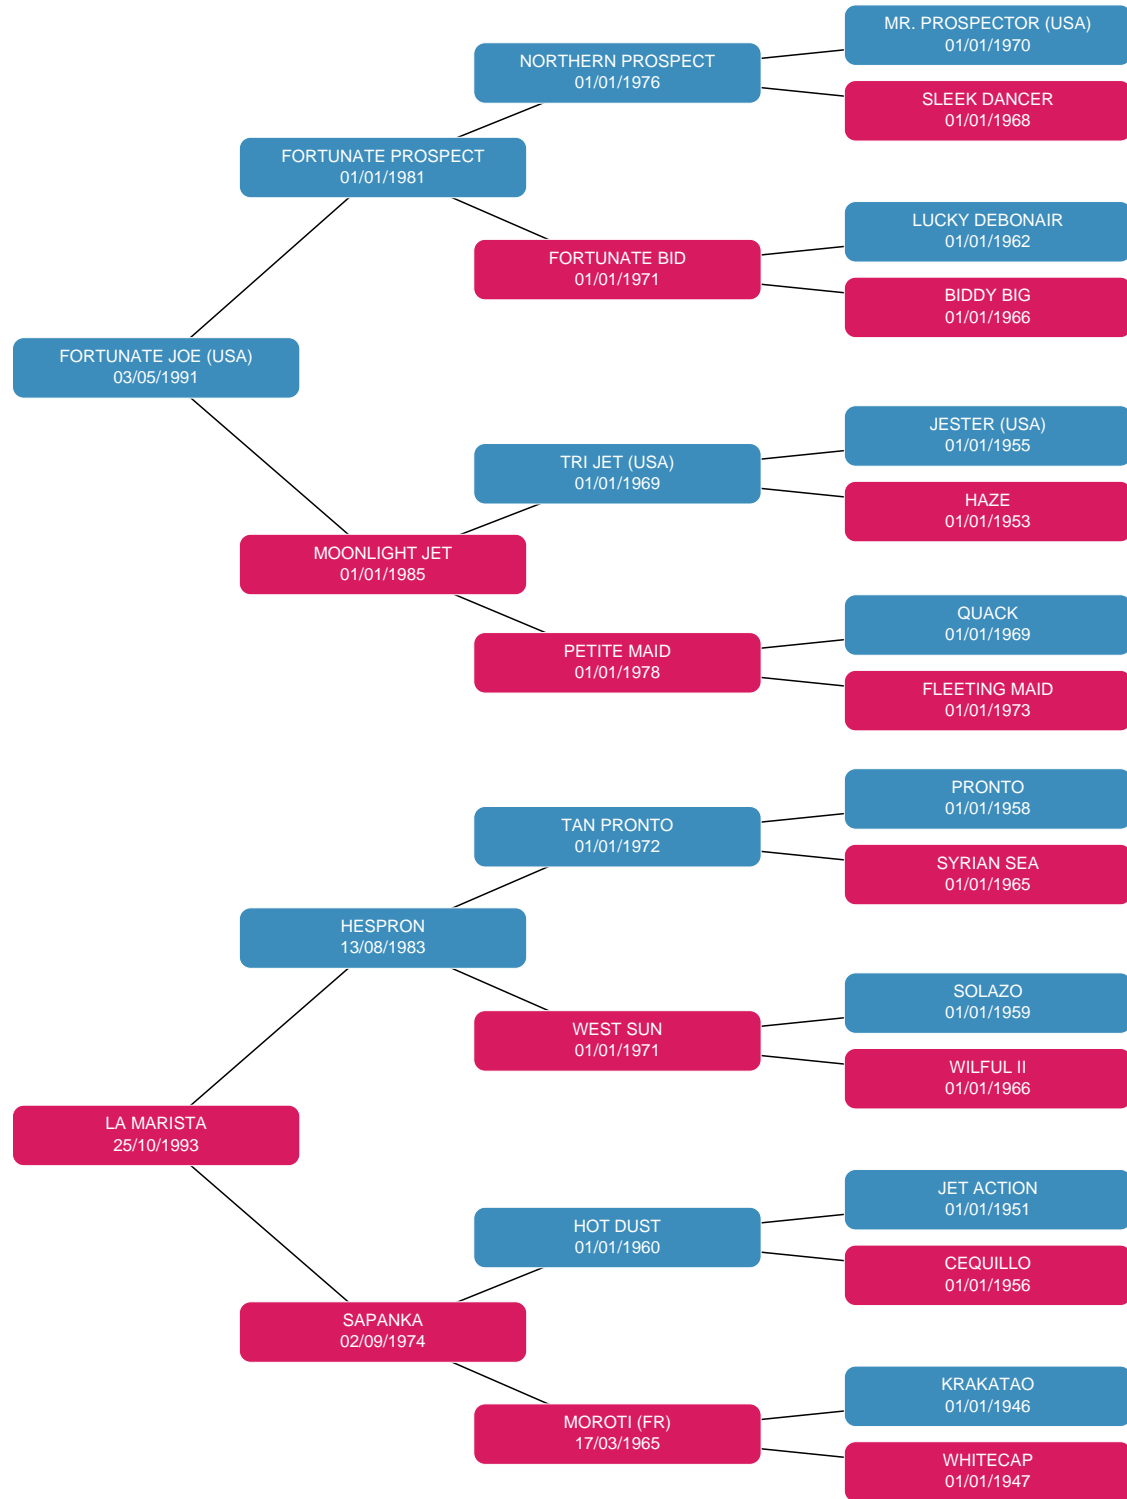 MR. PROSPECTOR (USA)
01/01/1970
NORTHERN PROSPECT
01/01/1976
SLEEK DANCER
01/01/1968
FORTUNATE PROSPECT
01/01/1981
LUCKY DEBONAIR
01/01/1962
FORTUNATE BID
01/01/1971
BIDDY BIG
01/01/1966
FORTUNATE JOE (USA)
03/05/1991
JESTER (USA)
01/01/1955
TRI JET (USA)
01/01/1969
HAZE
01/01/1953
MOONLIGHT JET
01/01/1985
QUACK
01/01/1969
PETITE MAID
01/01/1978
FLEETING MAID
01/01/1973
PRONTO
01/01/1958
TAN PRONTO
01/01/1972
SYRIAN SEA
01/01/1965
HESPRON
13/08/1983
SOLAZO
01/01/1959
WEST SUN
01/01/1971
WILFUL II
01/01/1966
LA MARISTA
25/10/1993
JET ACTION
01/01/1951
HOT DUST
01/01/1960
CEQUILLO
01/01/1956
SAPANKA
02/09/1974
KRAKATAO
01/01/1946
MOROTI (FR)
17/03/1965
WHITECAP
01/01/1947